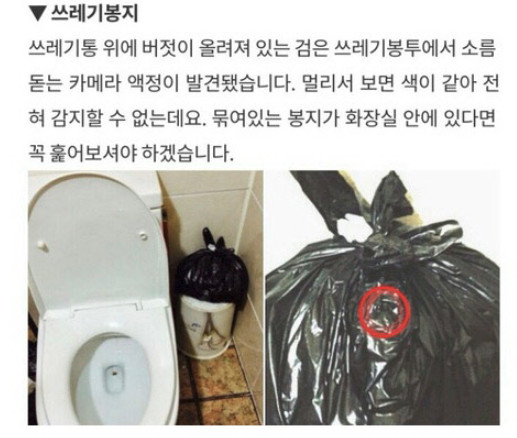 ▼ 쓰레기봉지
쓰레기통 위에 버젓이 올려져 있는 검은 쓰레기봉투에서 소름
돋는 카메라 액정이 발견됐습니다. 멀리서 보면 색이 같아 전
혀 감지할 수 없는데요. 묶여있는 봉지가 화장실 안에 있다면
꼭 훑어보셔야 하겠습니다.